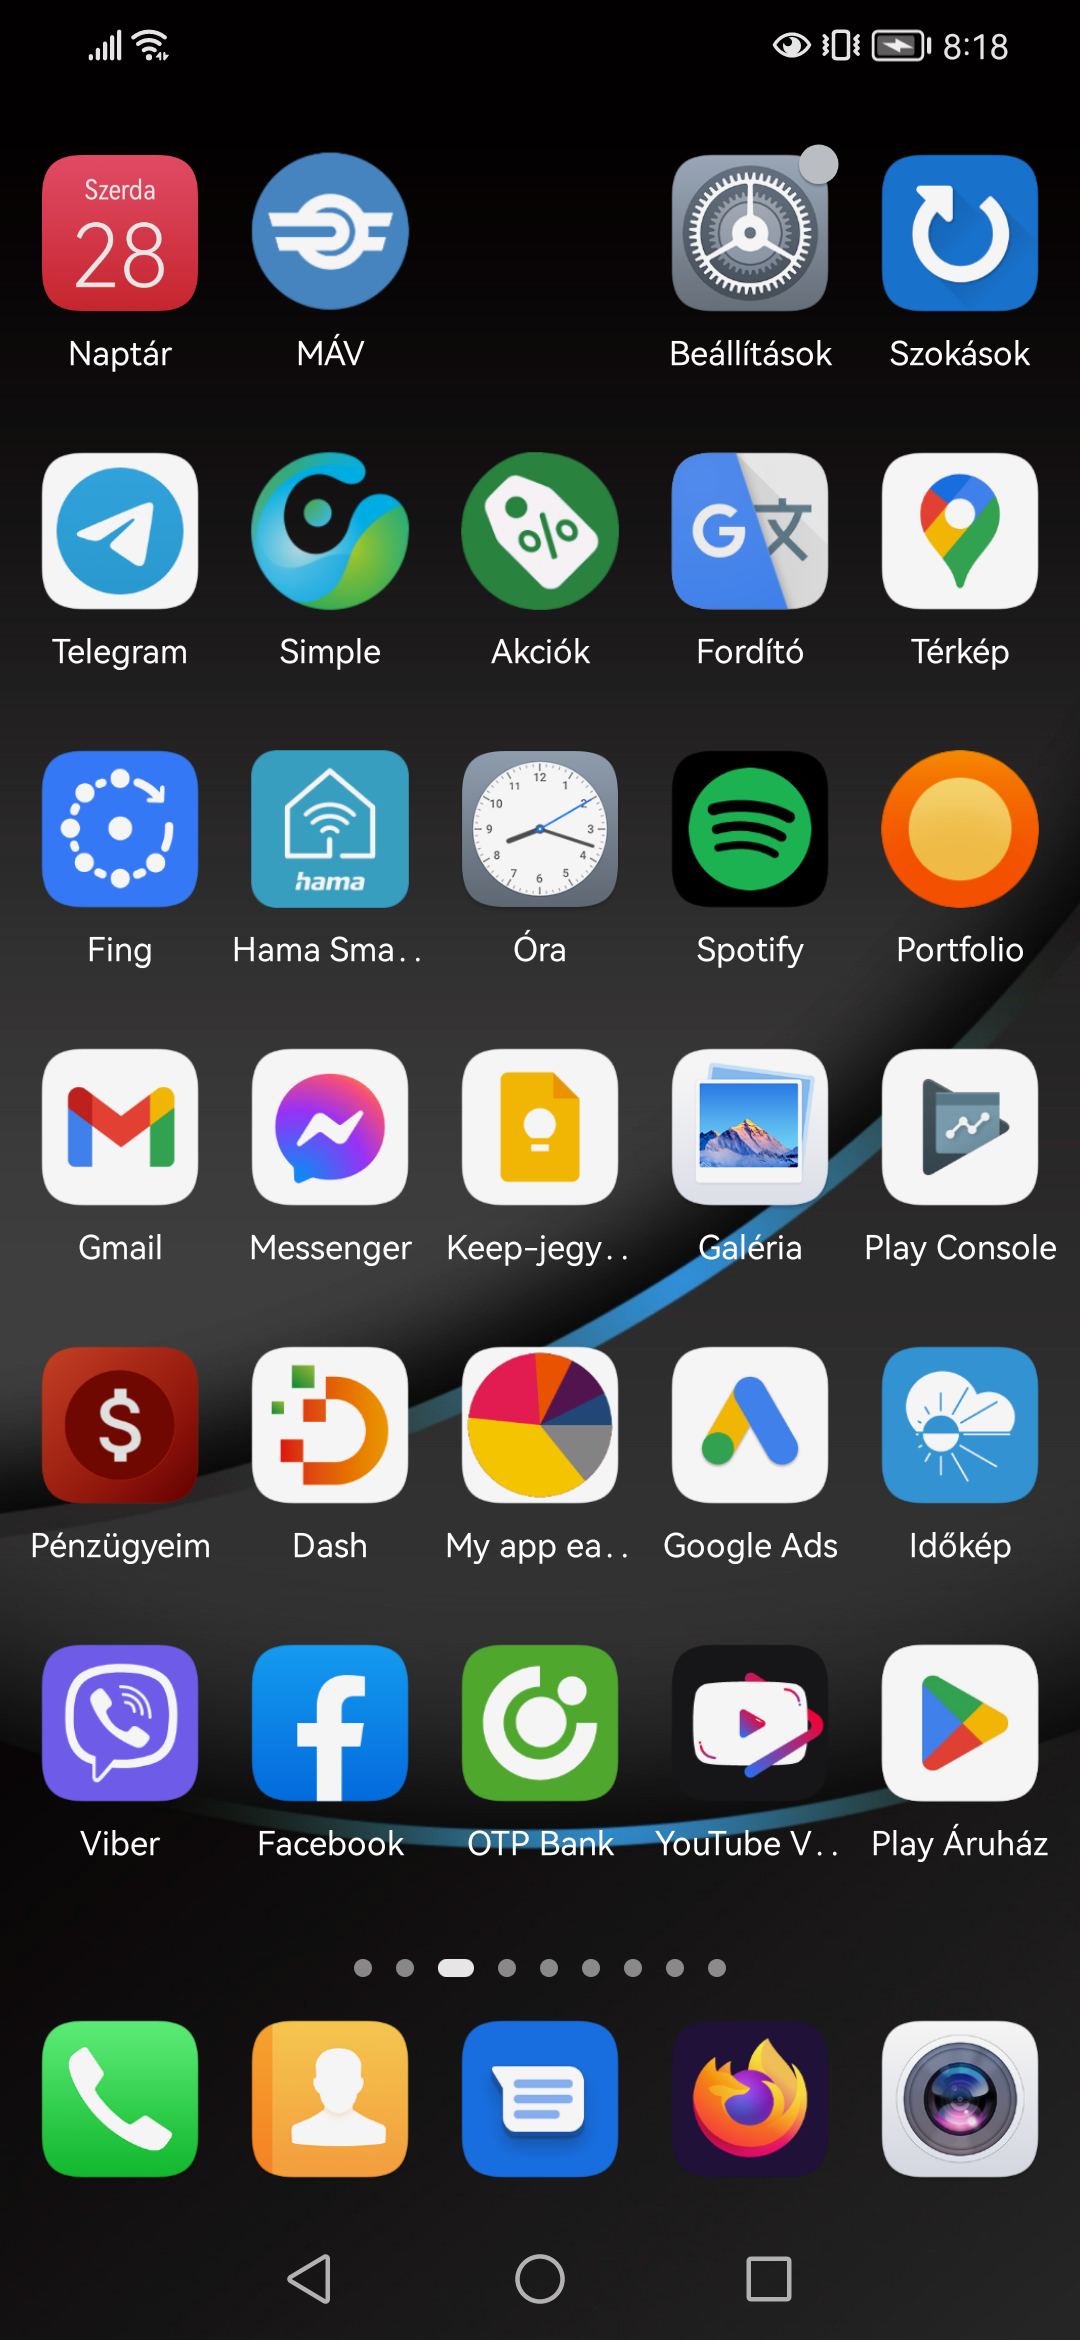 8:18
Szerda
28
Naptár
MÁV
Beállítások
Szokások
%
G文
Telegram
Simple
Akciók
Fordító
Térkép
hama
12
1
2
3
4
5
6
7
8
9
10
11
Fing
Hama Sma..
Óra
Spotify
Portfolio
Gmail
Messenger
Keep-jegy..
Galéria
Play Console
$
Pénzügyeim
Dash
My app ea..
Google Ads
Időkép
Viber
Facebook
OTP Bank
YouTube V..
Play Áruház